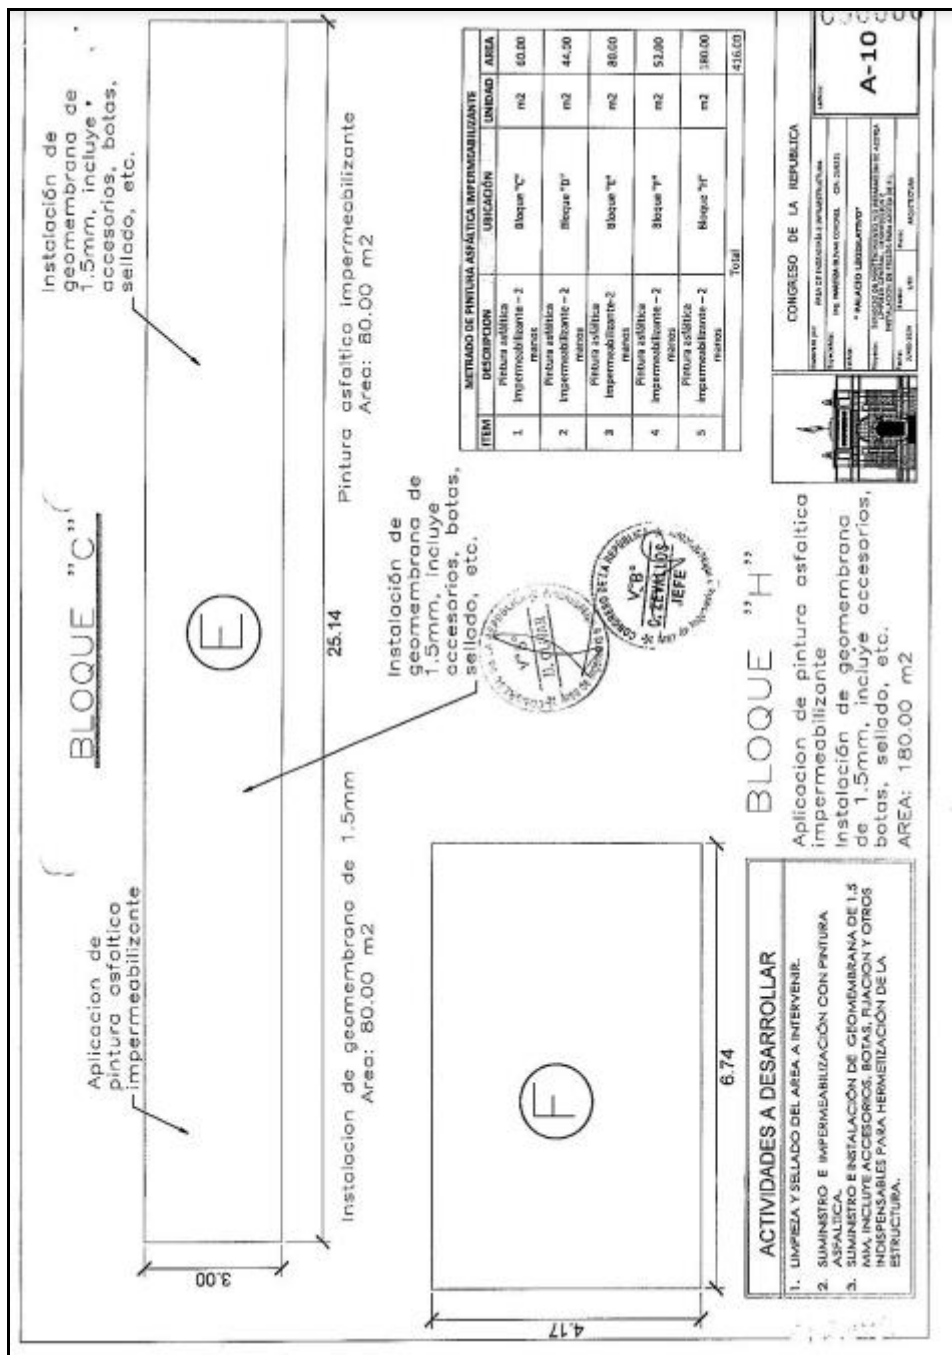 BLOQUE "C"
Aplicacion de
pintura asfaltica
impermeabilizante
Instalación de
geomembrana de
1.5mm, incluye
accesorios, botas,
sellado, etc.
E
3.00
25.14
Instalacion de geomembrana de 1.5mm
Area: 80.00 m2
Pintura asfaltica impermeabilizante
Area: 80.00 m2
Instalación de
geomembrana de
1.5mm, incluye
accesorios, botas,
sellado, etc.
F
4.17
6.74
METRADO DE PINTURA ASFÁLTICA IMPERMEABILIZANTE
ITEM DESCRIPCION UBICACIÓN UNIDAD AREA
1 Pintura asfáltica impermeabilizante – 2 manos Bloque "C" m2 60.00
2 Pintura asfáltica impermeabilizante – 2 manos Bloque "D" m2 44.00
3 Pintura asfáltica impermeabilizante-2 manos Bloque "E" m2 80.00
4 Pintura asfáltica impermeabilizante – 2 manos Bloque "F" m2 52.00
5 Pintura asfáltica impermeabilizante – 2 manos Bloque "H" m2 180.00
Total 416.00
CONGRESO DE LA REPÚBLICA
V°B°
C. ZEVALLOS
JEFE
V°B°
ACTIVIDADES A DESARROLLAR
1. LIMPIEZA Y SELLADO DEL AREA A INTERVENIR.
2. SUMINISTRO E IMPERMEABILIZACIÓN CON PINTURA
ASFALTICA.
3. SUMINISTRO E INSTALACIÓN DE GEOMEMBRANA DE 1.5
MM, INCLUYE ACCESORIOS, BOTAS, FIJACION Y OTROS
INDISPENSABLES PARA HERMETIZACIÓN DE LA
ESTRUCTURA.
BLOQUE "H"
Aplicacion de pintura asfaltica
impermeabilizante
Instalación de geomembrana
de 1.5mm, incluye accesorios,
botas, sellado, etc.
AREA: 180.00 m2
CONGRESO DE LA REPUBLICA
" PALACIO LEGISLATIVO"
ARQUITECTURA
A-10